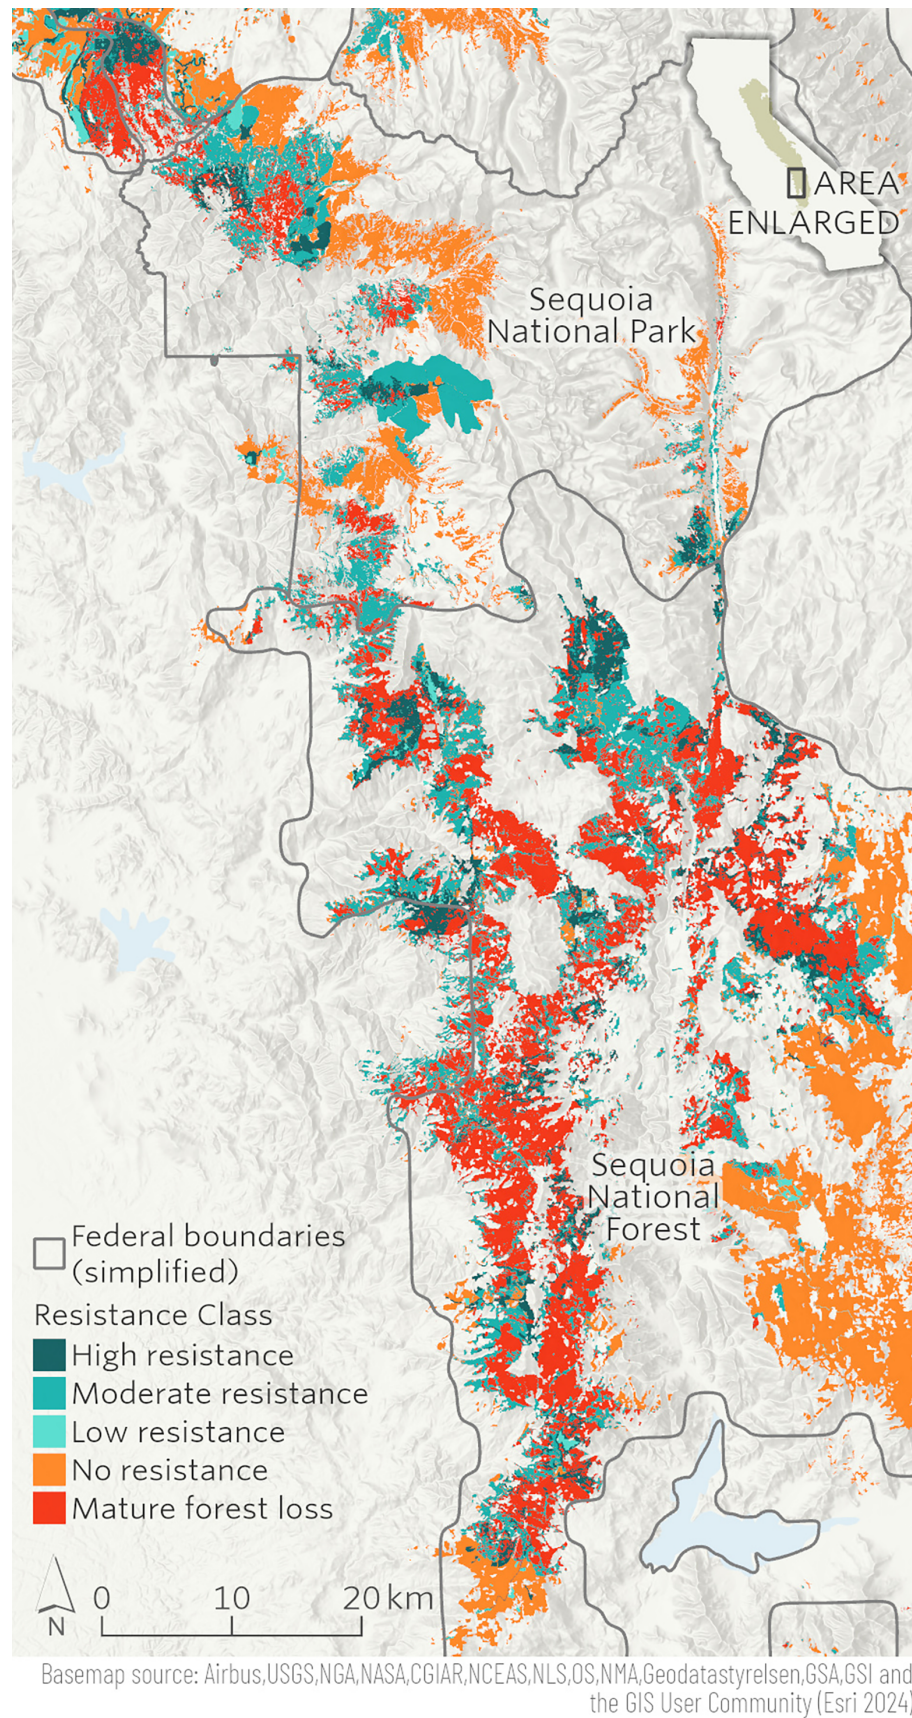 AREA
ENLARGED
Sequoia
National Park
Sequoia
National
Forest
Federal boundaries
(simplified)
Resistance Class
High resistance
Moderate resistance
Low resistance
No resistance
Mature forest loss
N
0 10 20 km
Basemap source: Airbus,USGS,NGA,NASA,CGIAR,NCEAS,NLS,OS,NMA,Geodatastyrelsen,GSA,GSI and
the GIS User Community (Esri 2024)